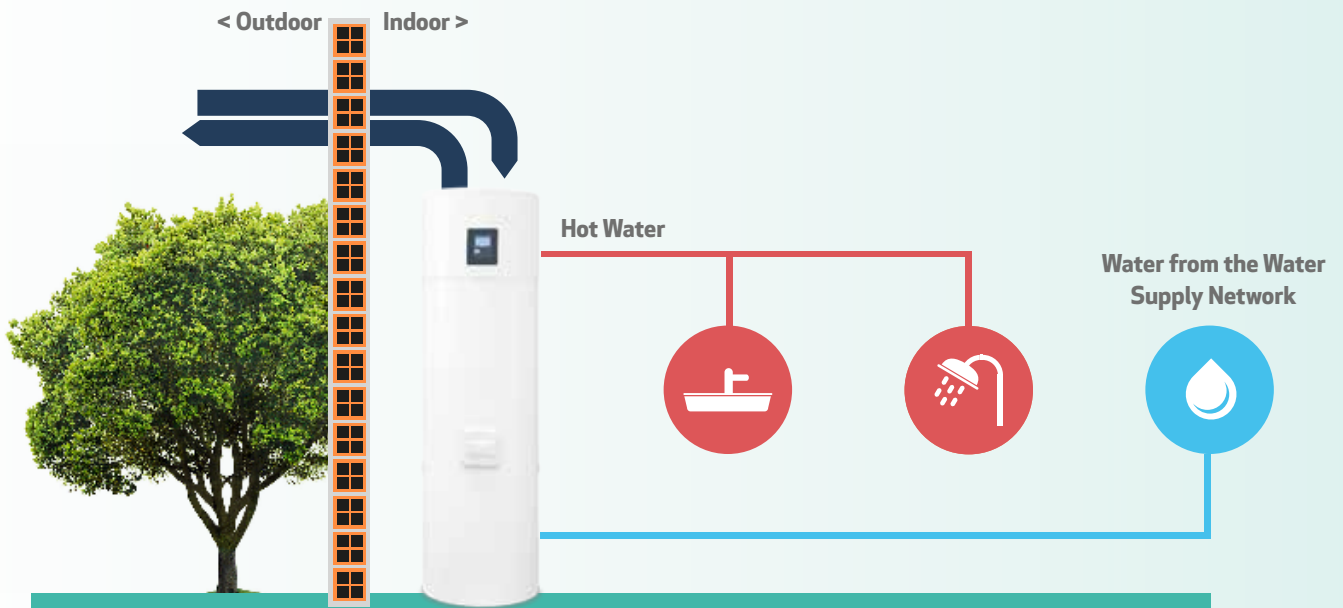 < Outdoor
Indoor >
Hot Water
Water from the Water
Supply Network